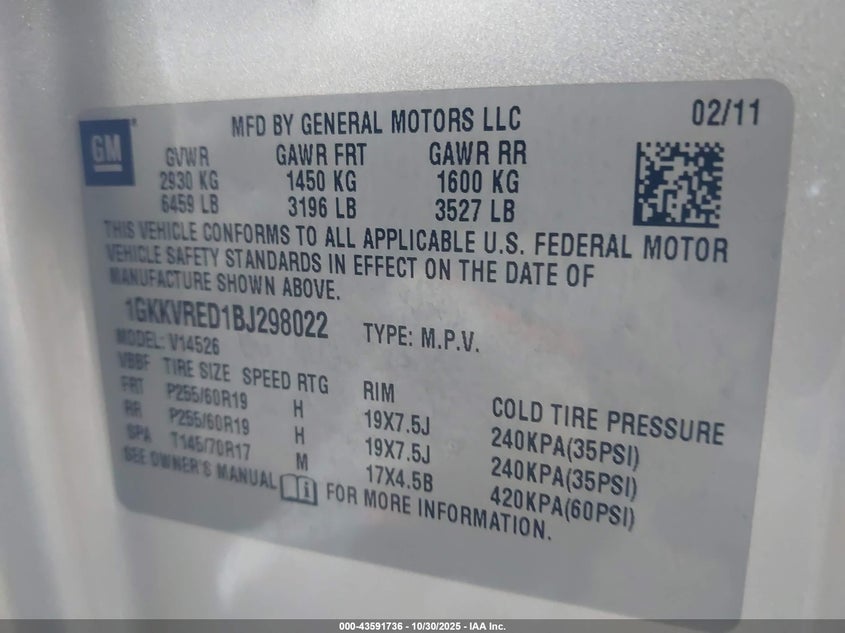 GM
MFD BY GENERAL MOTORS LLC 02/11
GVWR GAWR FRT GAWR RR
2930 KG 1450 KG 1600 KG
6459 LB 3196 LB 3527 LB
THIS VEHICLE CONFORMS TO ALL APPLICABLE U.S. FEDERAL MOTOR
VEHICLE SAFETY STANDARDS IN EFFECT ON THE DATE OF
MANUFACTURE SHOWN ABOVE.
1GKKVRED1BJ298022 TYPE: M.P.V.
MODEL: V14526
VBBF TIRE SIZE SPEED RTG RIM COLD TIRE PRESSURE
FRT P255/60R19 H 19X7.5J 240KPA(35PSI)
RR P255/60R19 H 19X7.5J 240KPA(35PSI)
SPA T145/70R17 M 17X4.5B 420KPA(60PSI)
SEE OWNER'S MANUAL FOR MORE INFORMATION.
000-43591736 - 10/30/2025 - IAA Inc.